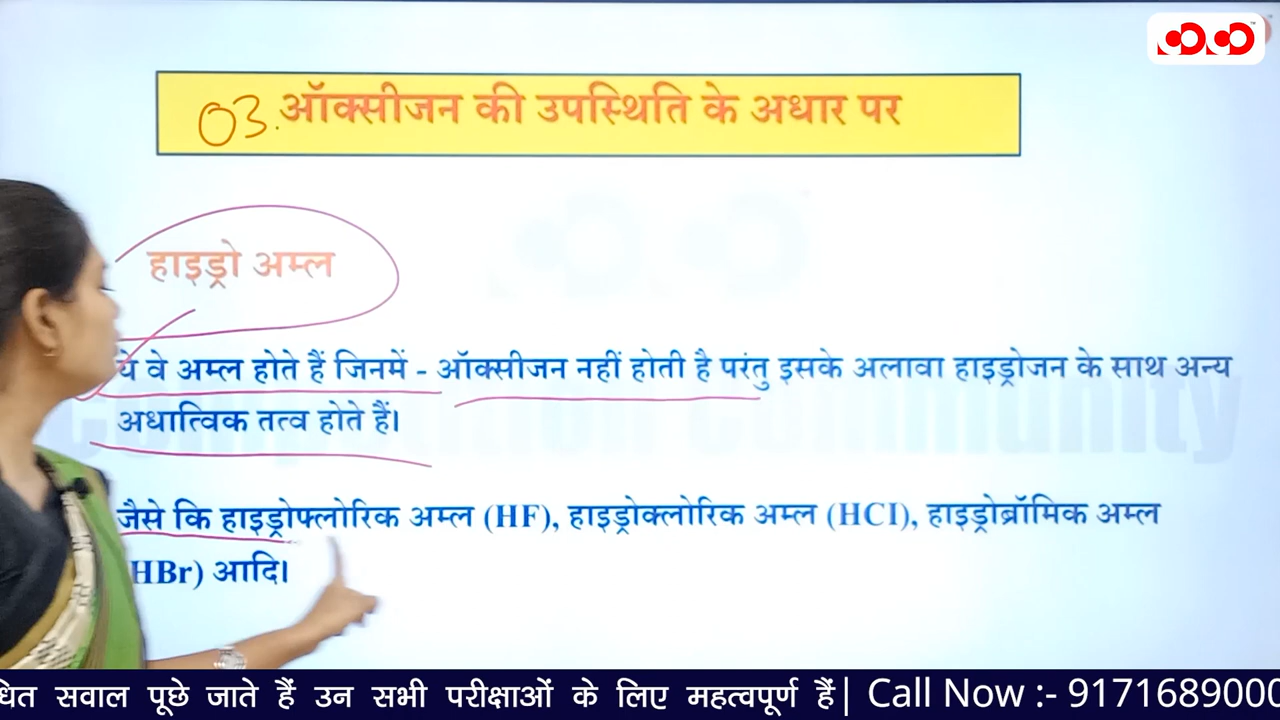 03. ऑक्सीजन की उपस्थिति के अधार पर
हाइड्रो अम्ल
ये वे अम्ल होते हैं जिनमें - ऑक्सीजन नहीं होती है परंतु इसके अलावा हाइड्रोजन के साथ अन्य
अधात्विक तत्व होते हैं।
जैसे कि हाइड्रोफ्लोरिक अम्ल (HF), हाइड्रोक्लोरिक अम्ल (HCI), हाइड्रोब्रॉमिक अम्ल
HBr) आदि।
सवाल पूछे जाते हैं उन सभी परीक्षाओं के लिए महत्वपूर्ण हैं| Call Now :- 9171689000